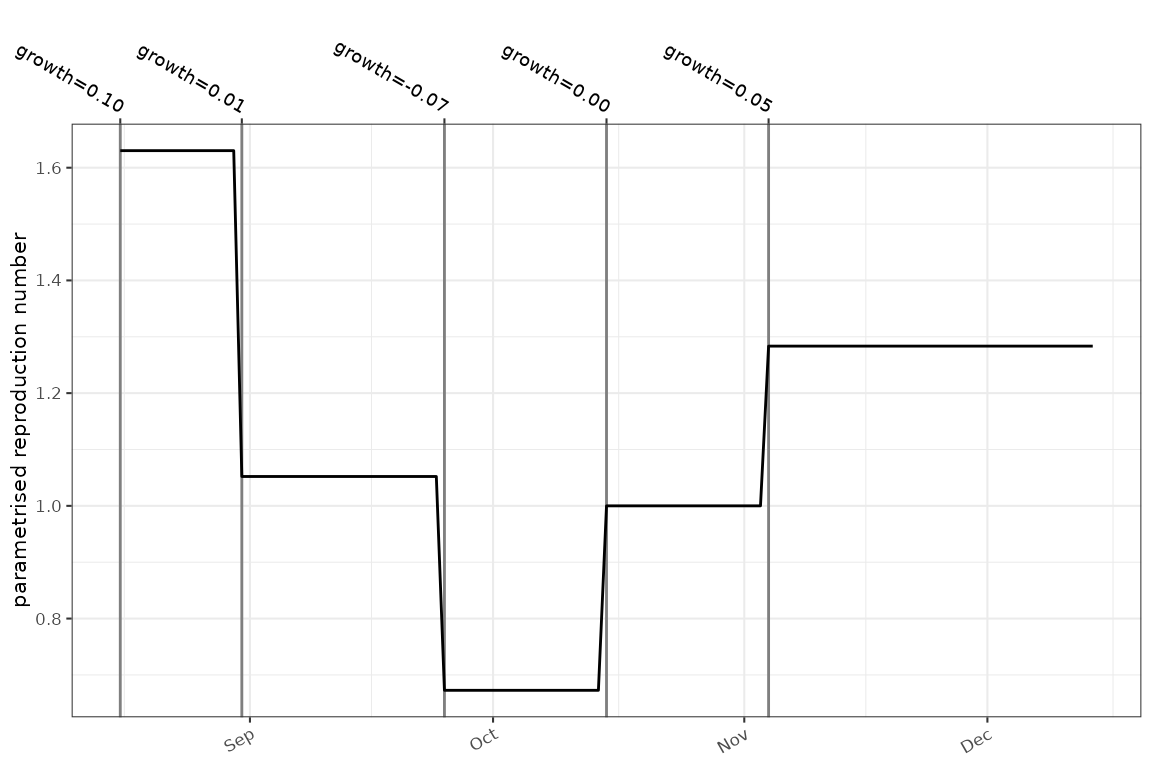 growth=0.10
growth=0.01
growth=-0.07
growth=0.00
growth=0.05
parametrised reproduction number
1.6
1.4
1.2
1.0
0.8
Sep
Oct
Nov
Dec